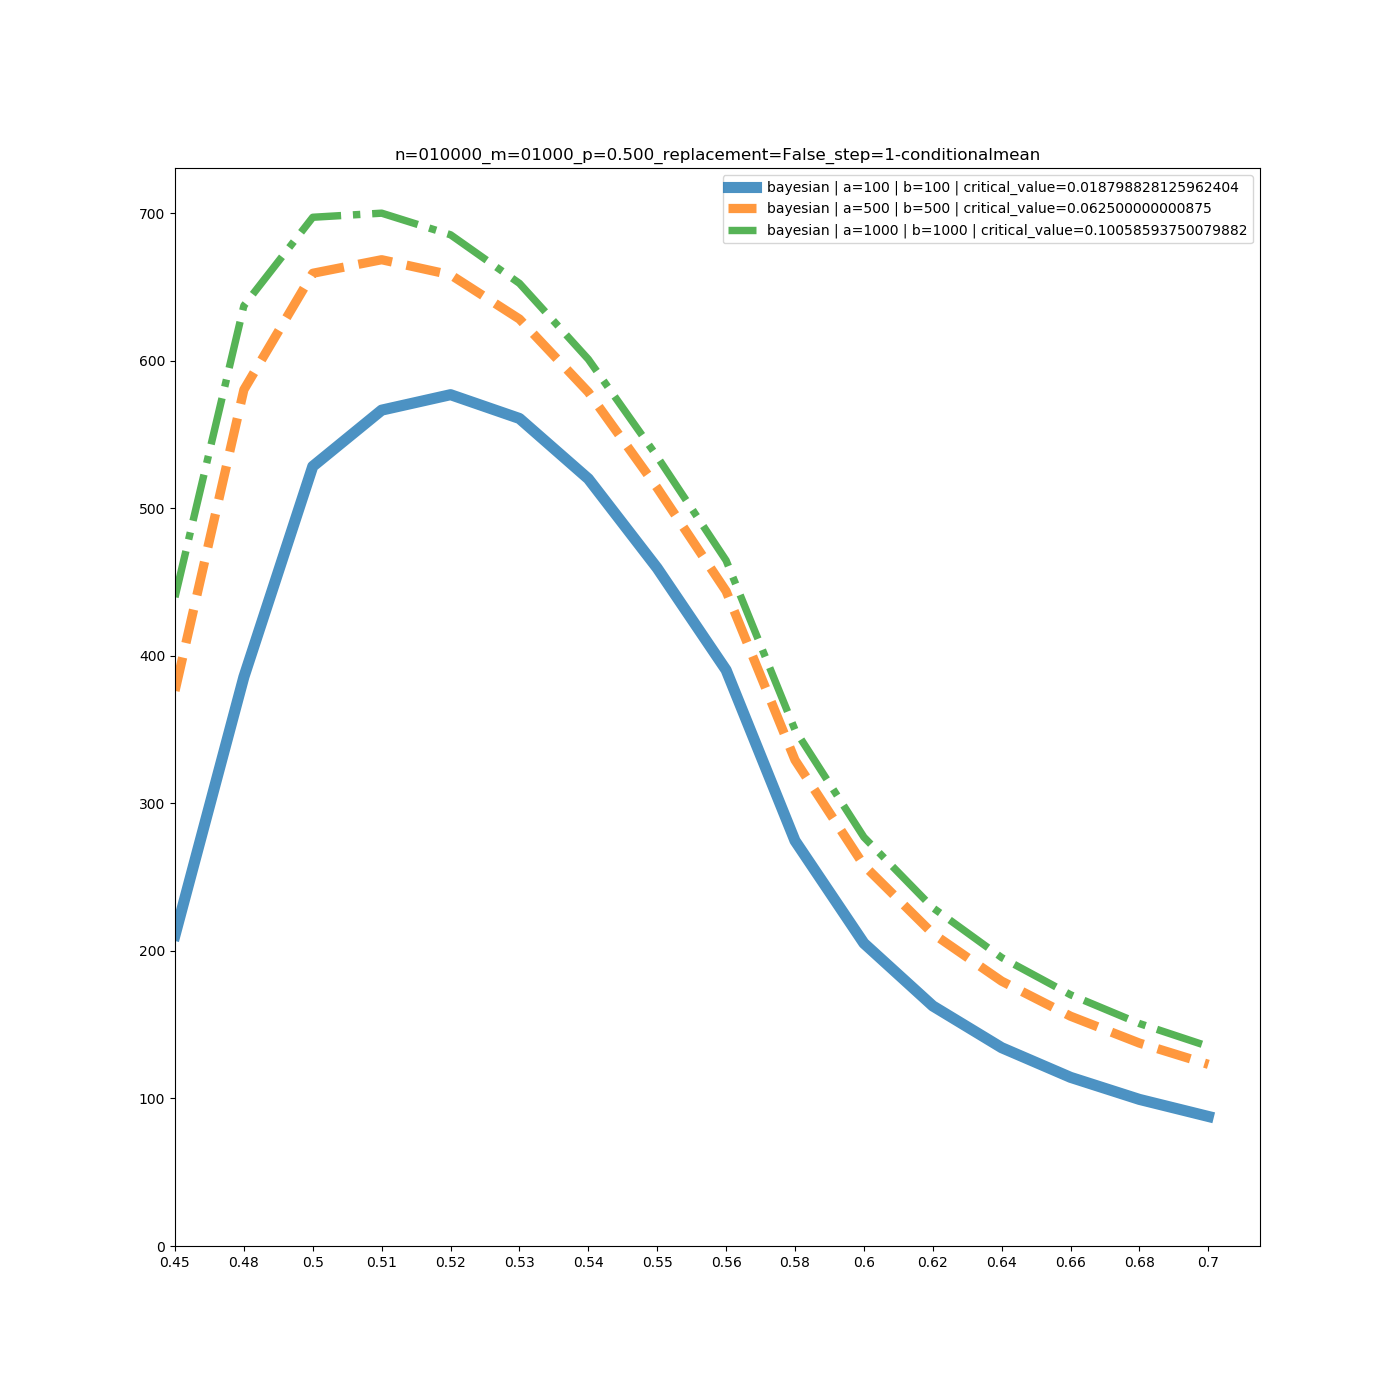 n=010000_m=01000_p=0.500_replacement=False_step=1-conditionalmean
bayesian | a=100 | b=100 | critical_value=0.018798828125962404
bayesian | a=500 | b=500 | critical_value=0.062500000000875
bayesian | a=1000 | b=1000 | critical_value=0.10058593750079882
700
600
500
400
300
200
100
0
0.45 0.48 0.5 0.51 0.52 0.53 0.54 0.55 0.56 0.58 0.6 0.62 0.64 0.66 0.68 0.7